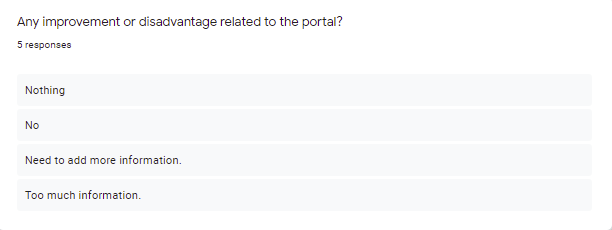 Any improvement or disadvantage related to the portal?
5 responses
Nothing
No
Need to add more information.
Too much information.